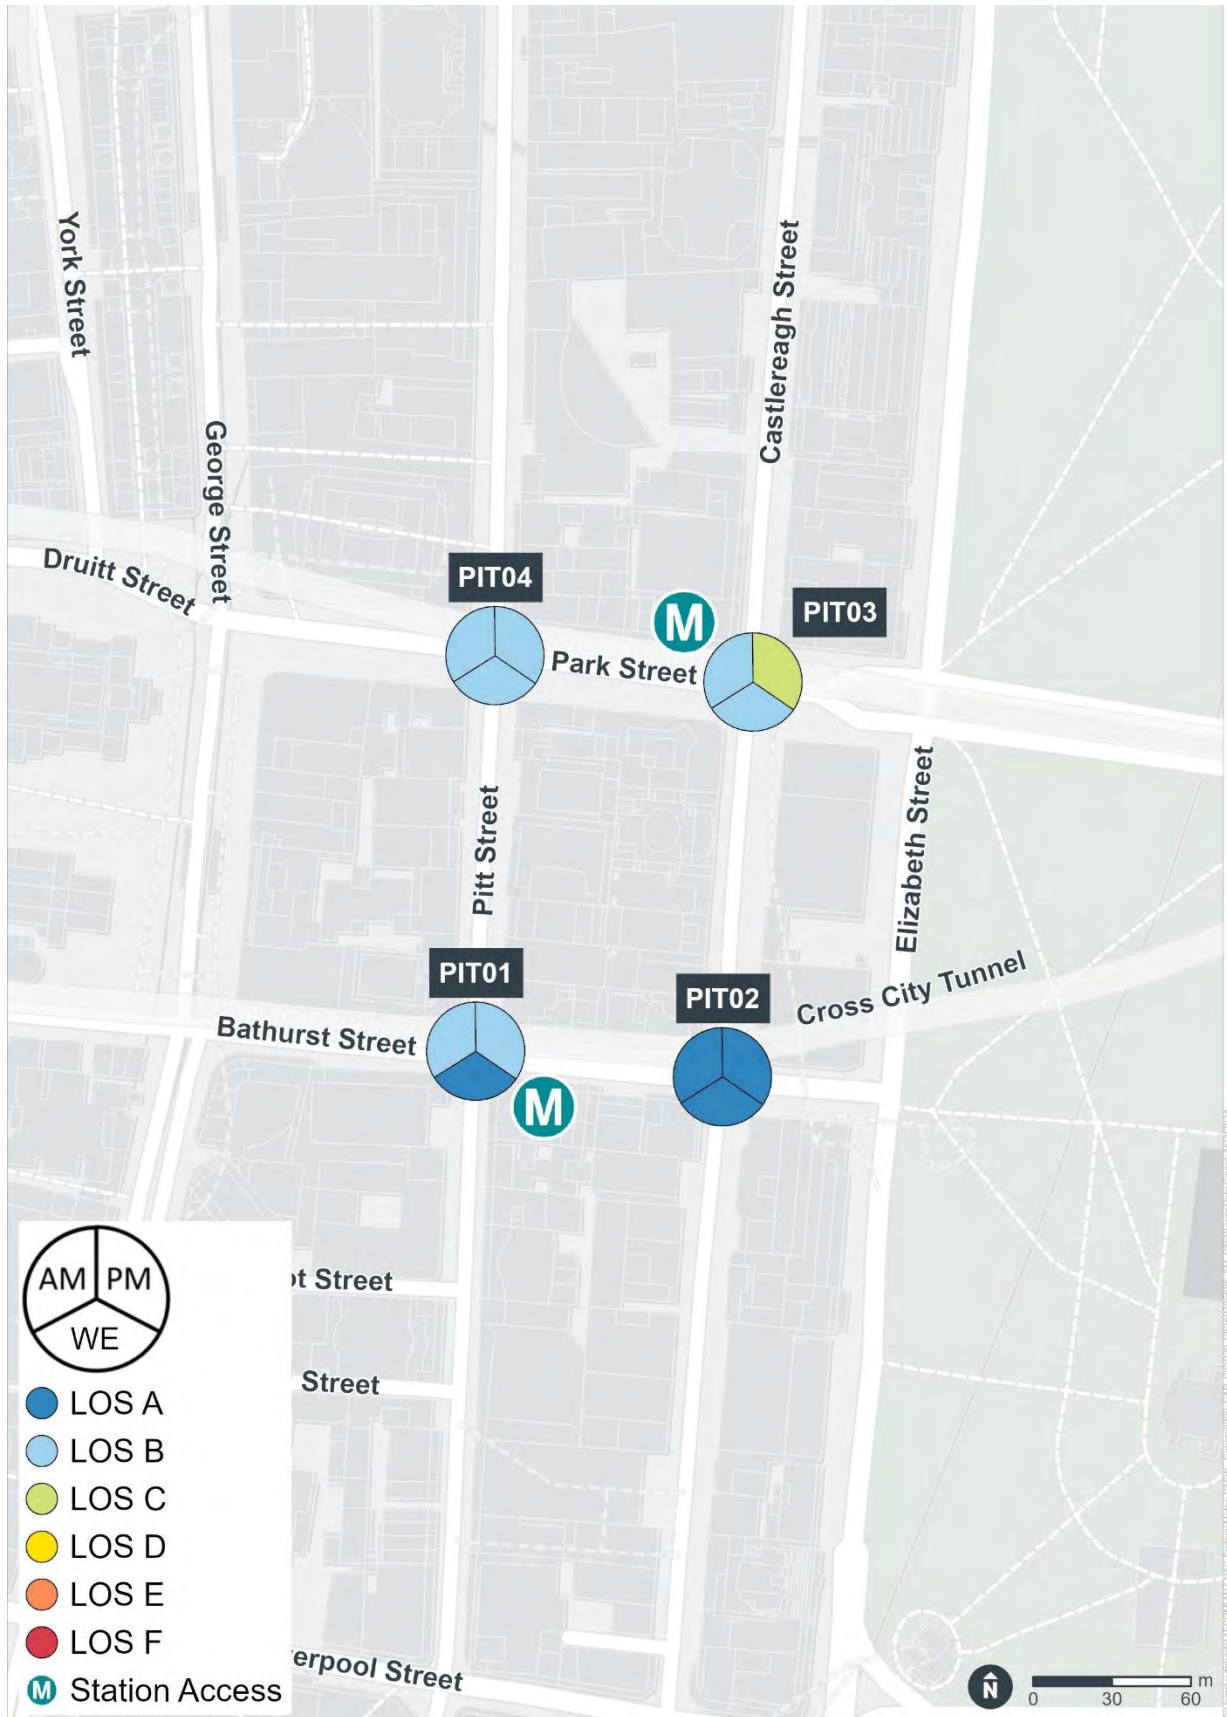 York Street
Castlereagh Street
George Street
Druitt Street
PIT04
M
PIT03
Park Street
Elizabeth Street
Pitt Street
PIT01
PIT02
Cross City Tunnel
Bathurst Street
M
AM PM
WE
ot Street
Street
LOS A
LOS B
LOS C
LOS D
LOS E
LOS F
M Station Access
erpool Street
N
0 30 60 m